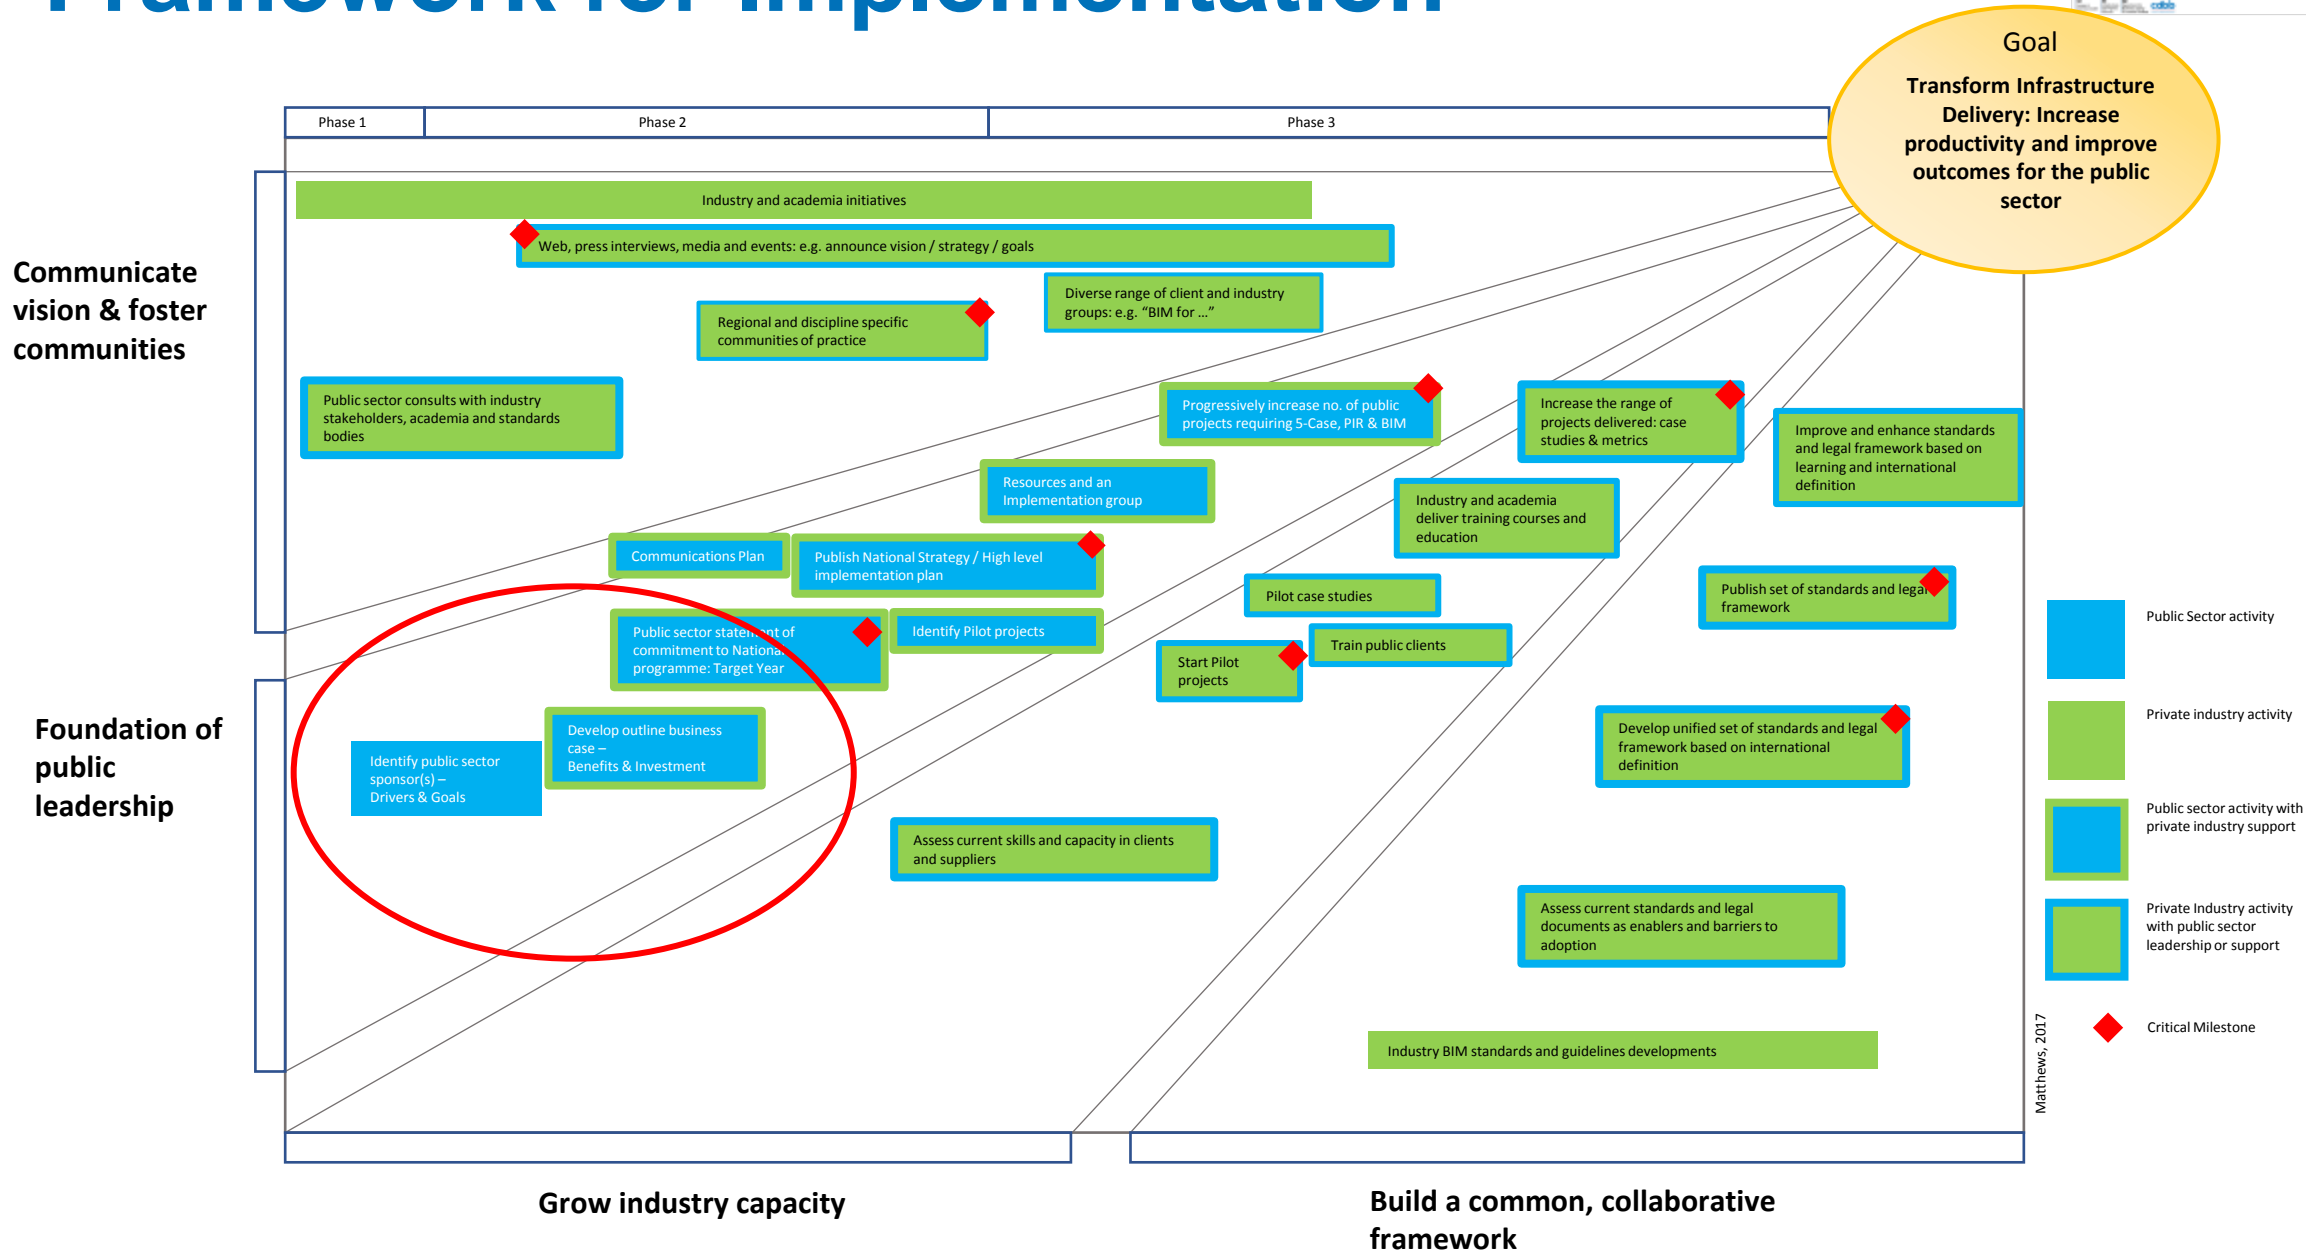 Framework for Implementation
cdbb
Goal
Transform Infrastructure
Delivery: Increase
productivity and improve
outcomes for the public
sector
Phase 1
Phase 2
Phase 3
Communicate
vision & foster
communities
Industry and academia initiatives
Web, press interviews, media and events: e.g. announce vision / strategy / goals
Diverse range of client and industry
groups: e.g. “BIM for …”
Regional and discipline specific
communities of practice
Public sector consults with industry
stakeholders, academia and standards
bodies
Progressively increase no. of public
projects requiring 5-Case, PIR & BIM
Increase the range of
projects delivered: case
studies & metrics
Improve and enhance standards
and legal framework based on
learning and international
definition
Resources and an
Implementation group
Industry and academia
deliver training courses and
education
Communications Plan
Publish National Strategy / High level
implementation plan
Pilot case studies
Publish set of standards and legal
framework
Public sector statement of
commitment to National
programme: Target Year
Identify Pilot projects
Train public clients
Start Pilot
projects
Foundation of
public
leadership
Identify public sector
sponsor(s) –
Drivers & Goals
Develop outline business
case –
Benefits & Investment
Develop unified set of standards and legal
framework based on international
definition
Assess current skills and capacity in clients
and suppliers
Assess current standards and legal
documents as enablers and barriers to
adoption
Industry BIM standards and guidelines developments
Public Sector activity
Private industry activity
Public sector activity with
private industry support
Private Industry activity
with public sector
leadership or support
Critical Milestone
Matthews, 2017
Grow industry capacity
Build a common, collaborative
framework